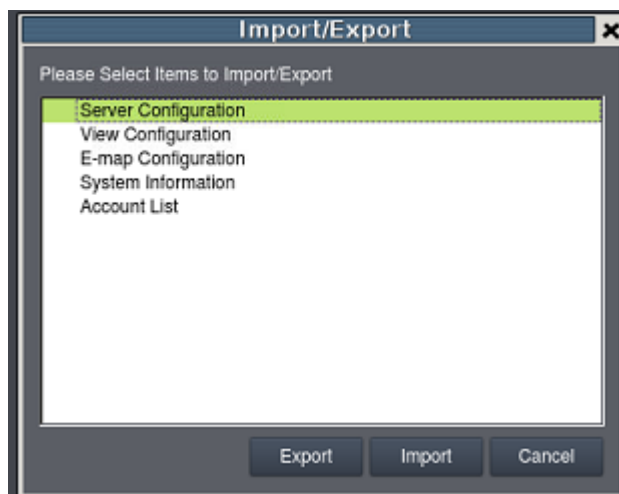 Import/Export
Please Select Items to Import/Export
Server Configuration
View Configuration
E-map Configuration
System Information
Account List
Export Import Cancel